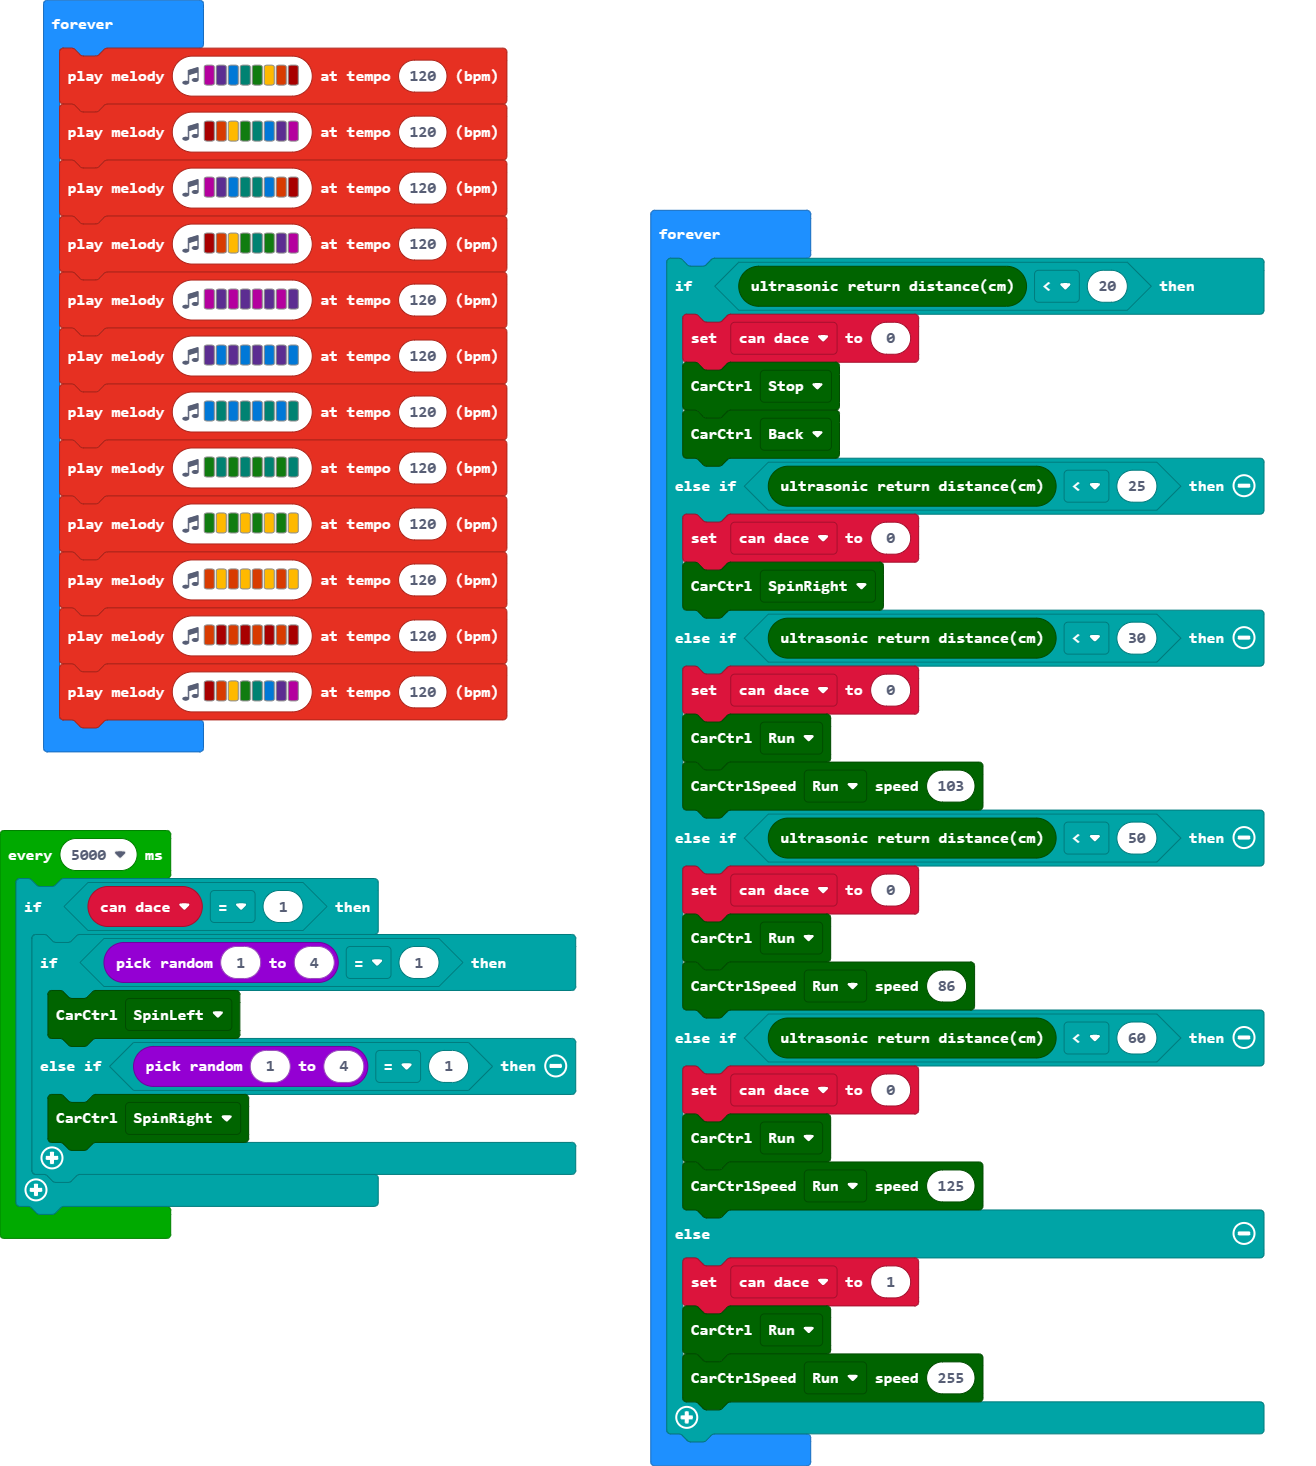 forever
play melody at tempo 120 (bpm)
play melody at tempo 120 (bpm)
play melody at tempo 120 (bpm)
play melody at tempo 120 (bpm)
play melody at tempo 120 (bpm)
play melody at tempo 120 (bpm)
play melody at tempo 120 (bpm)
play melody at tempo 120 (bpm)
play melody at tempo 120 (bpm)
play melody at tempo 120 (bpm)
play melody at tempo 120 (bpm)
play melody at tempo 120 (bpm)
every 5000 ms
if can dace = 1 then
if pick random 1 to 4 = 1 then
CarCtrl SpinLeft
else if pick random 1 to 4 = 1 then
CarCtrl SpinRight
forever
if ultrasonic return distance(cm) < 20 then
set can dace to 0
CarCtrl Stop
CarCtrl Back
else if ultrasonic return distance(cm) < 25 then
set can dace to 0
CarCtrl SpinRight
else if ultrasonic return distance(cm) < 30 then
set can dace to 0
CarCtrl Run
CarCtrlSpeed Run speed 103
else if ultrasonic return distance(cm) < 50 then
set can dace to 0
CarCtrl Run
CarCtrlSpeed Run speed 86
else if ultrasonic return distance(cm) < 60 then
set can dace to 0
CarCtrl Run
CarCtrlSpeed Run speed 125
else
set can dace to 1
CarCtrl Run
CarCtrlSpeed Run speed 255